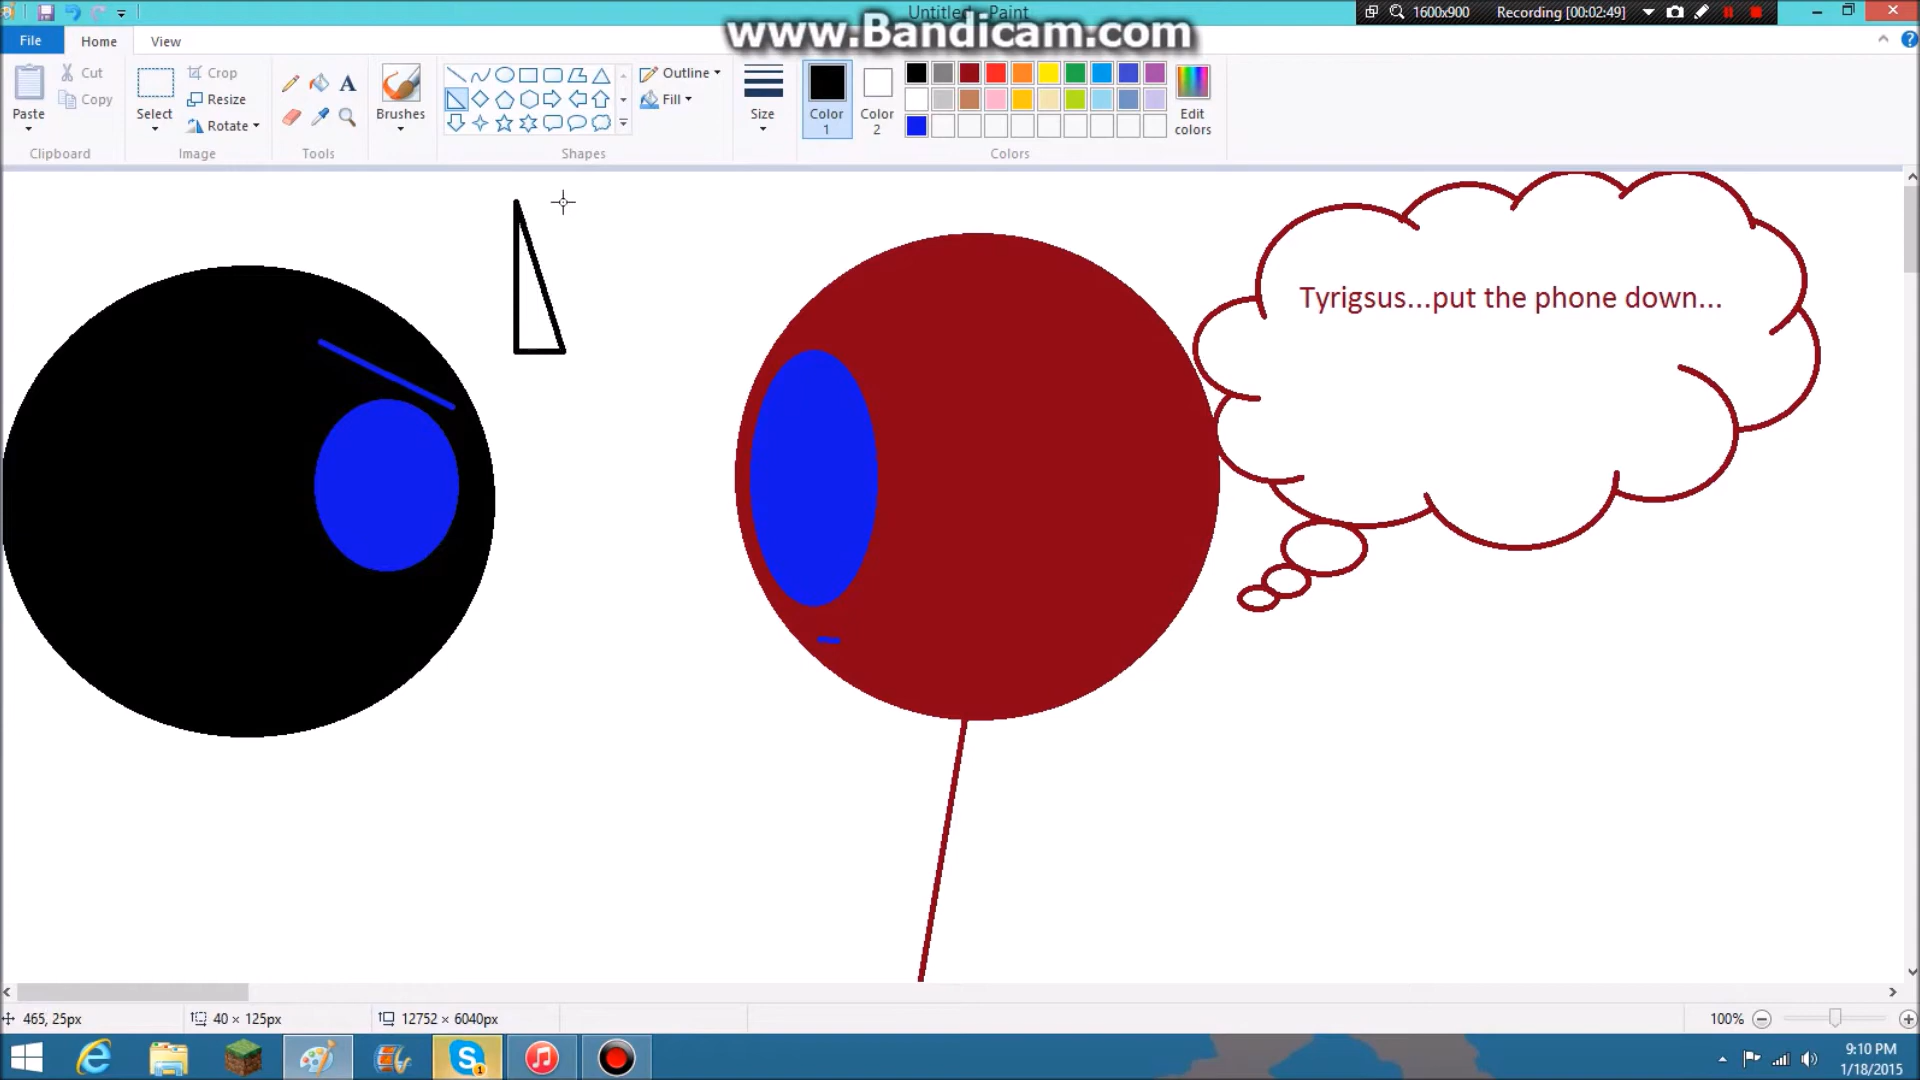 Untitled - Paint
www.Bandicam.com
1600x900
Recording [00:02:49]
File
Home
View
Paste
Cut
Copy
Clipboard
Select
Crop
Resize
Rotate
Image
Tools
Brushes
Shapes
Outline
Fill
Size
Color 1
Color 2
Edit colors
Colors
Tyrigsus...put the phone down...
465, 25px
40 × 125px
12752 × 6040px
100%
9:10 PM
1/18/2015